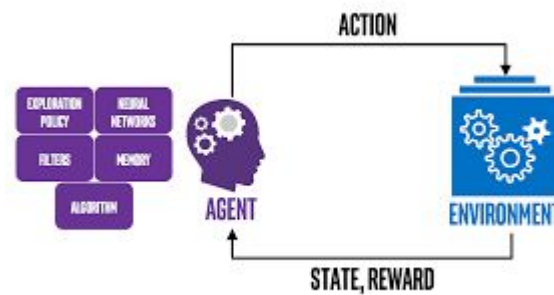 ACTION
EXPLORATION
POLICY
NEURAL
NETWORKS
FILTERS
MEMORY
ALGORITHM
AGENT
ENVIRONMENT
STATE, REWARD